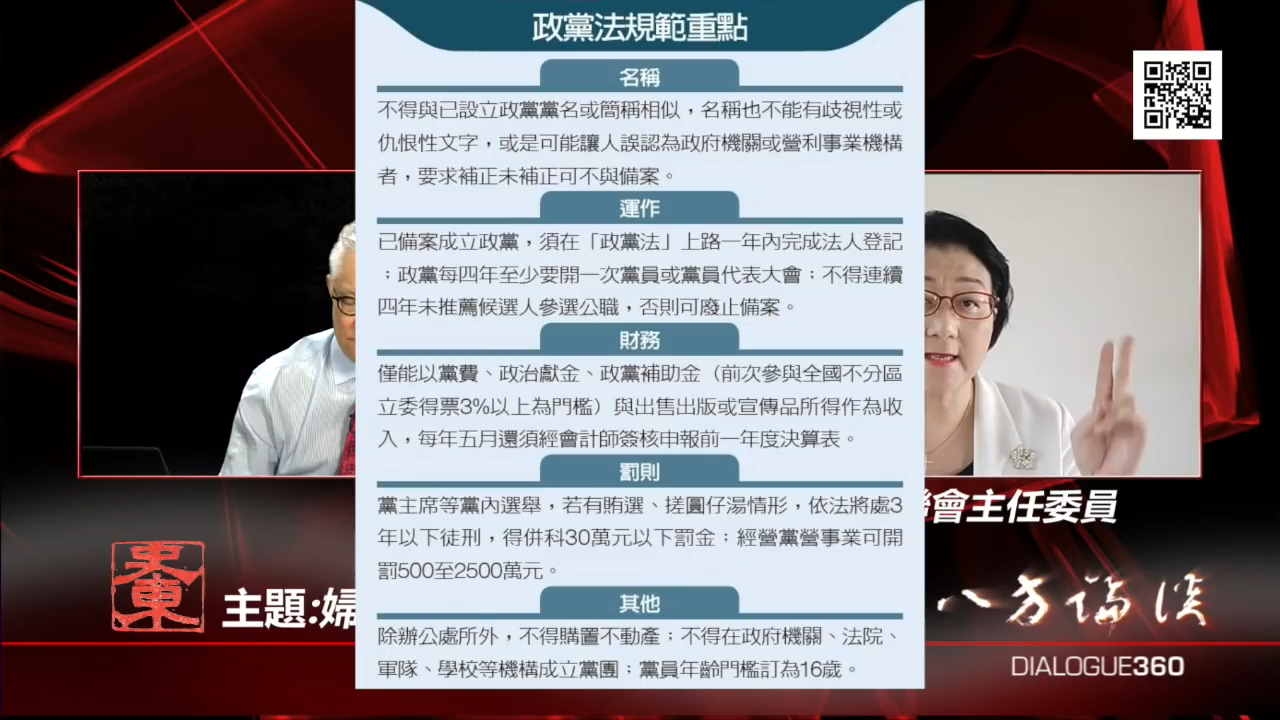 政黨法規範重點
名稱
不得與已設立政黨黨名或簡稱相似，名稱也不能有歧視性或
仇恨性文字，或是可能讓人誤認為政府機關或營利事業機構
者，要求補正未補正可不與備案。
運作
已備案成立政黨，須在「政黨法」上路一年內完成法人登記
；政黨每四年至少要開一次黨員或黨員代表大會；不得連續
四年未推薦候選人參選公職，否則可廢止備案。
財務
僅能以黨費、政治獻金、政黨補助金（前次參與全國不分區
立委得票3%以上為門檻）與出售出版或宣傳品所得作為收
入，每年五月還須經會計師簽核申報前一年度決算表。
罰則
黨主席等黨內選舉，若有賄選、搓圓仔湯情形，依法將處3
年以下徒刑，得併科30萬元以下罰金；經營黨營事業可開
罰500至2500萬元。
其他
除辦公處所外，不得購置不動產；不得在政府機關、法院、
軍隊、學校等機構成立黨團；黨員年齡門檻訂為16歲。
會主任委員
主題:婦
八方論談
DIALOGUE360